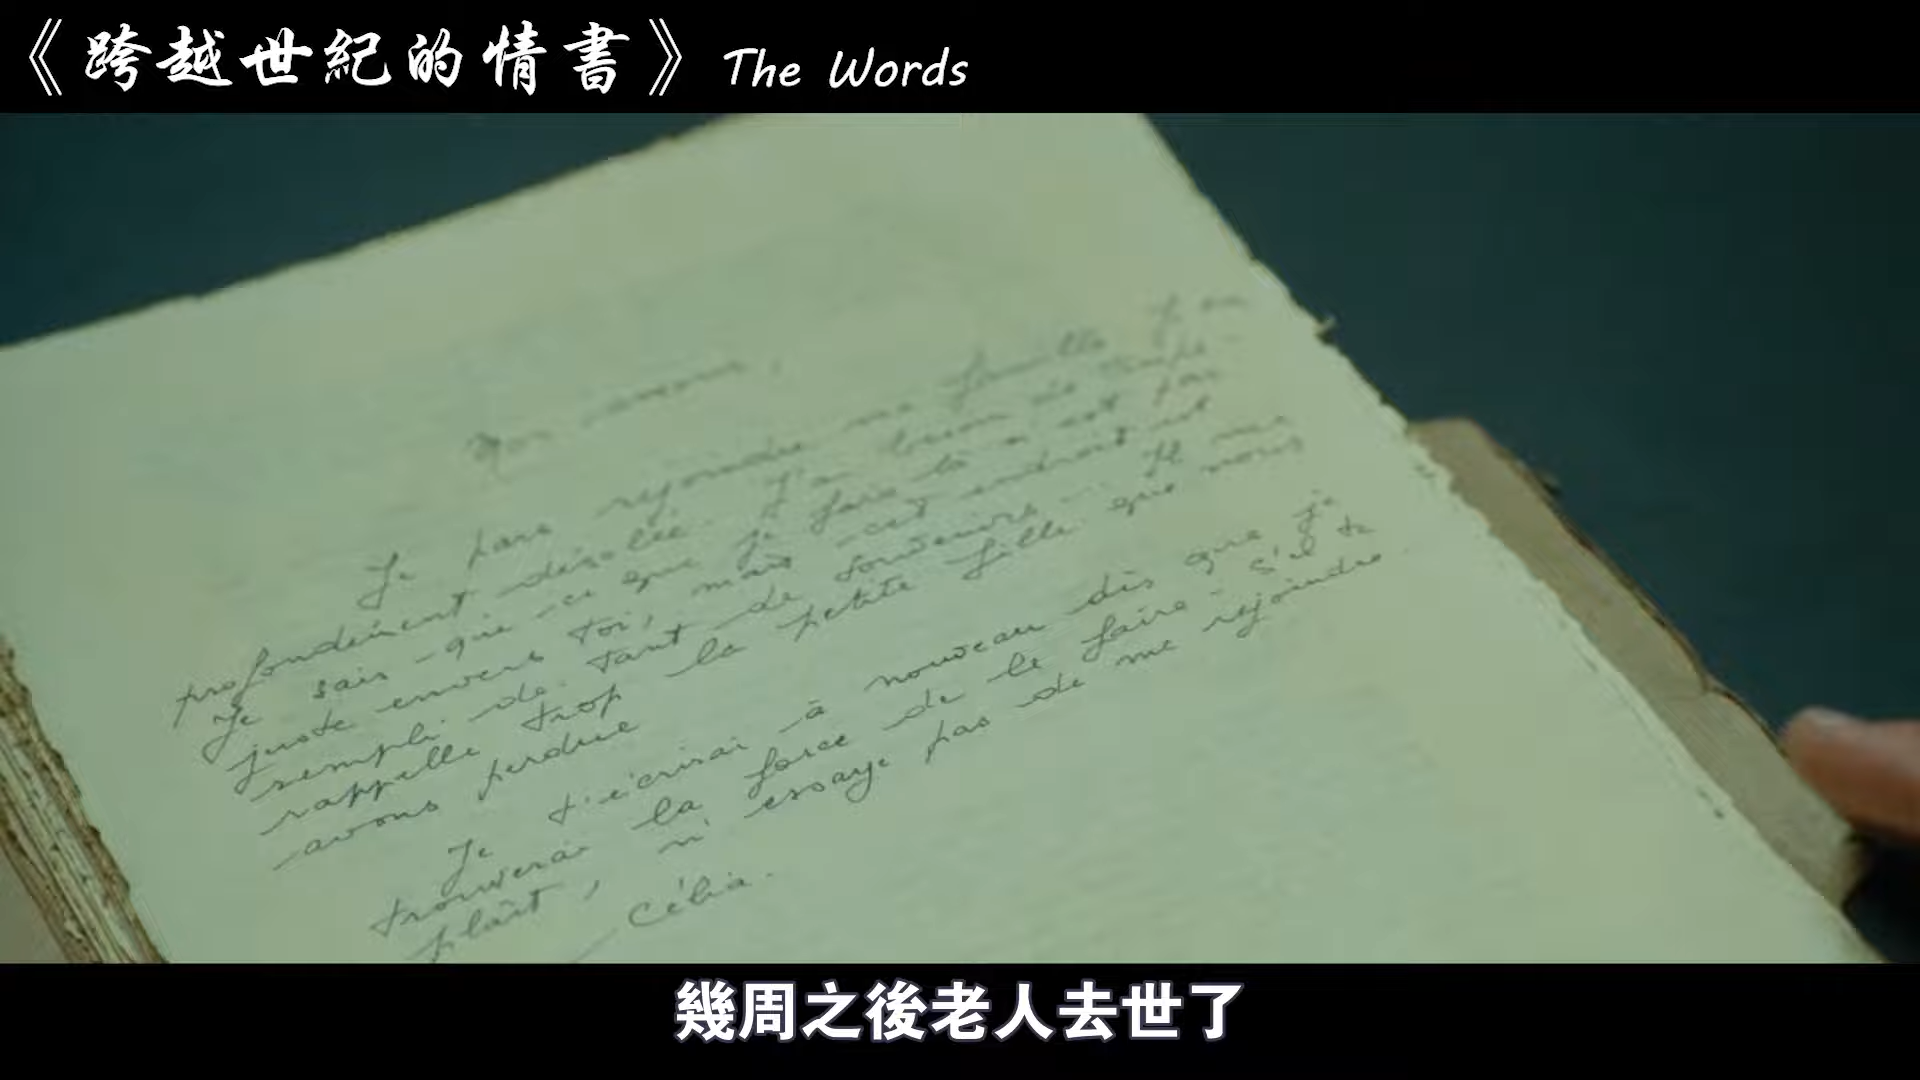 《跨越世紀的情書》 The Words
Mon amour,
Je pars rejoindre ma famille. Je
profondément désolée. J'ai besoin de temps.
Je sais que ce que je fais là n'est pas
juste envers toi, mais cet endroit est
rempli de tant de souvenirs... Il me
rappelle trop la petite fille que nous
avons perdue
Je t'écrirai à nouveau dès que je
trouverai la force de le faire. S'il te
plaît, n'essaye pas de me rejoindre.
Célia.
幾周之後老人去世了